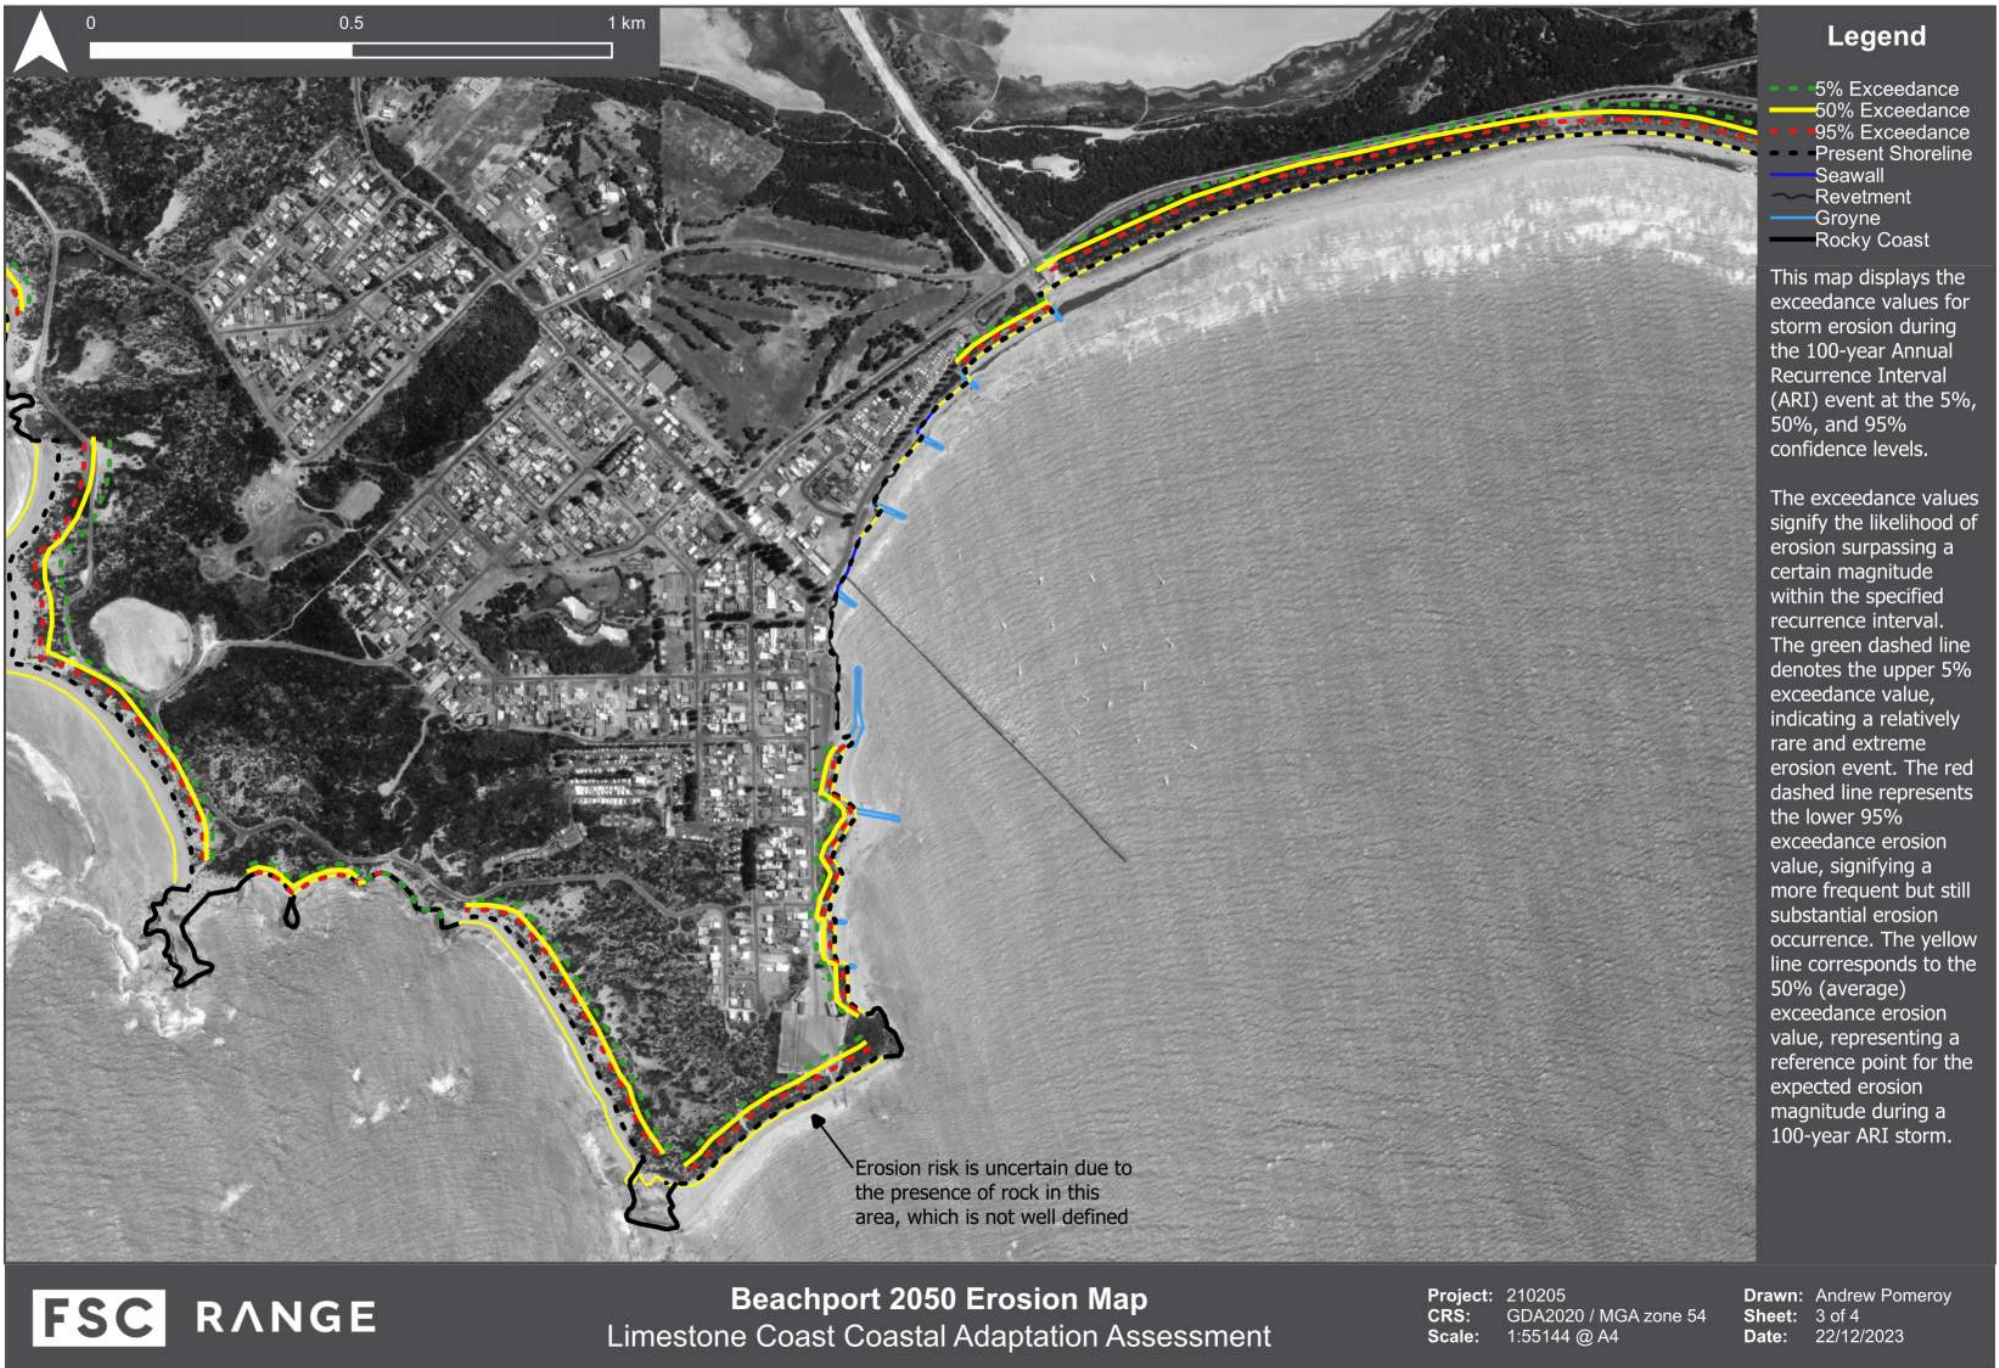 0 0.5 1 km
Legend
5% Exceedance
50% Exceedance
95% Exceedance
Present Shoreline
Seawall
Revetment
Groyne
Rocky Coast
This map displays the
exceedance values for
storm erosion during
the 100-year Annual
Recurrence Interval
(ARI) event at the 5%,
50%, and 95%
confidence levels.
The exceedance values
signify the likelihood of
erosion surpassing a
certain magnitude
within the specified
recurrence interval.
The green dashed line
denotes the upper 5%
exceedance value,
indicating a relatively
rare and extreme
erosion event. The red
dashed line represents
the lower 95%
exceedance erosion
value, signifying a
more frequent but still
substantial erosion
occurrence. The yellow
line corresponds to the
50% (average)
exceedance erosion
value, representing a
reference point for the
expected erosion
magnitude during a
100-year ARI storm.
Erosion risk is uncertain due to
the presence of rock in this
area, which is not well defined
FSC RANGE
Beachport 2050 Erosion Map
Limestone Coast Coastal Adaptation Assessment
Project: 210205
CRS: GDA2020 / MGA zone 54
Scale: 1:55144 @ A4
Drawn: Andrew Pomeroy
Sheet: 3 of 4
Date: 22/12/2023